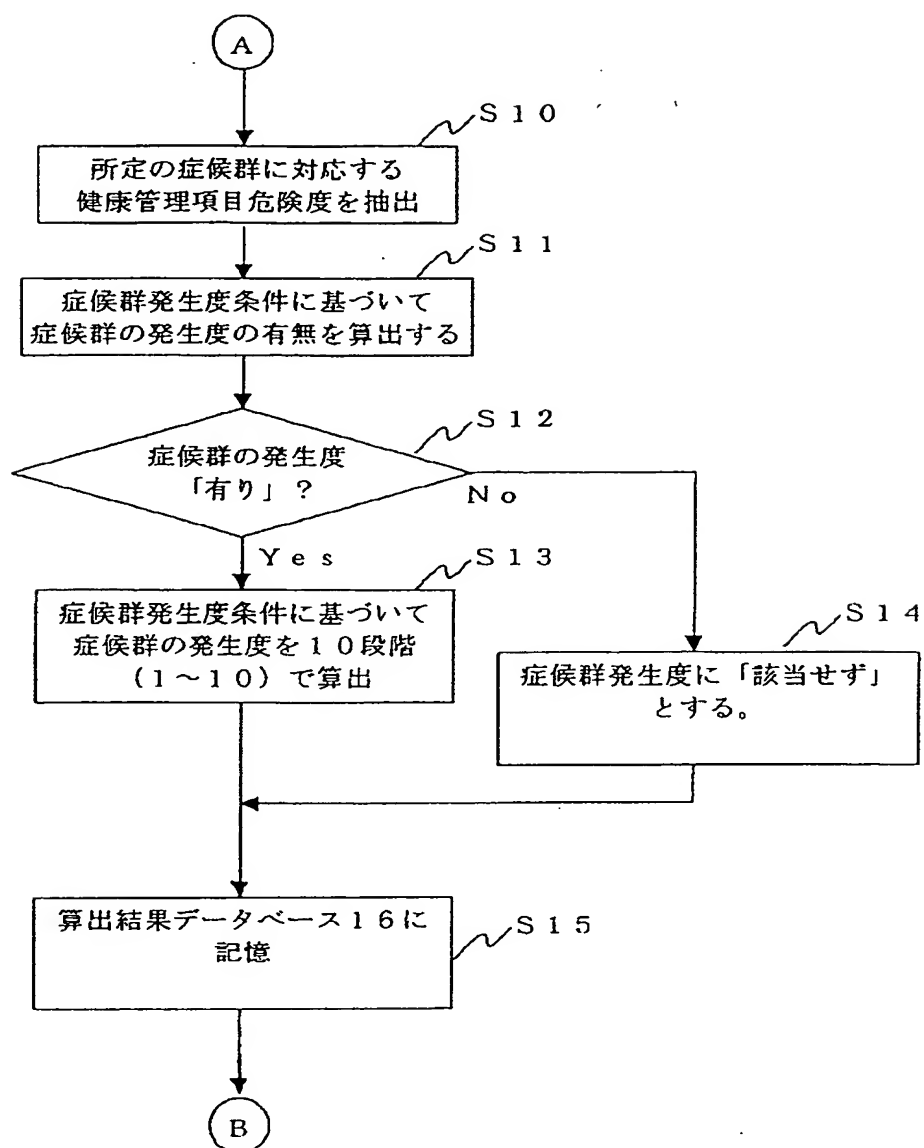 A
S10
所定の症候群に対応する
健康管理項目危険度を抽出
S11
症候群発生度条件に基づいて
症候群の発生度の有無を算出する
S12
症候群の発生度
「有り」?
No
Yes
S13
症候群発生度条件に基づいて
症候群の発生度を10段階
(1~10)で算出
S14
症候群発生度に「該当せず」
とする。
算出結果データベース16に
記憶
S15
B